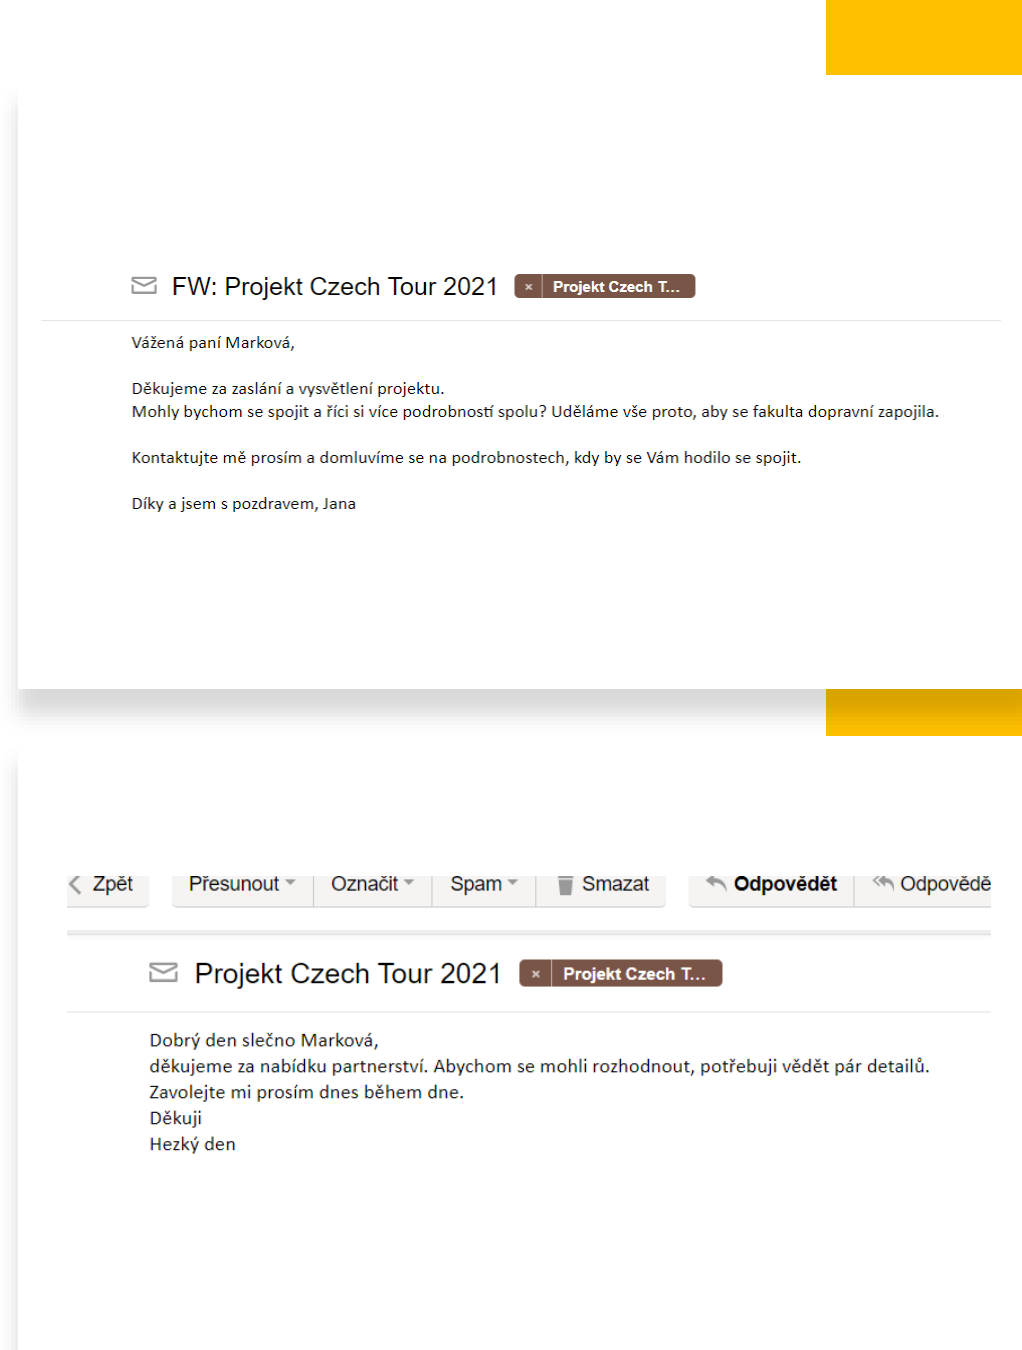 FW: Projekt Czech Tour 2021 × Projekt Czech T...
Vážená paní Marková,
Děkujeme za zaslání a vysvětlení projektu.
Mohly bychom se spojit a říci si více podrobností spolu? Uděláme vše proto, aby se fakulta dopravní zapojila.
Kontaktujte mě prosím a domluvíme se na podrobnostech, kdy by se Vám hodilo se spojit.
Díky a jsem s pozdravem, Jana
Zpět Přesunout Označit Spam Smazat Odpovědět Odpovědě
Projekt Czech Tour 2021 × Projekt Czech T...
Dobrý den slečno Marková,
děkujeme za nabídku partnerství. Abychom se mohli rozhodnout, potřebuji vědět pár detailů.
Zavolejte mi prosím dnes během dne.
Děkuji
Hezký den